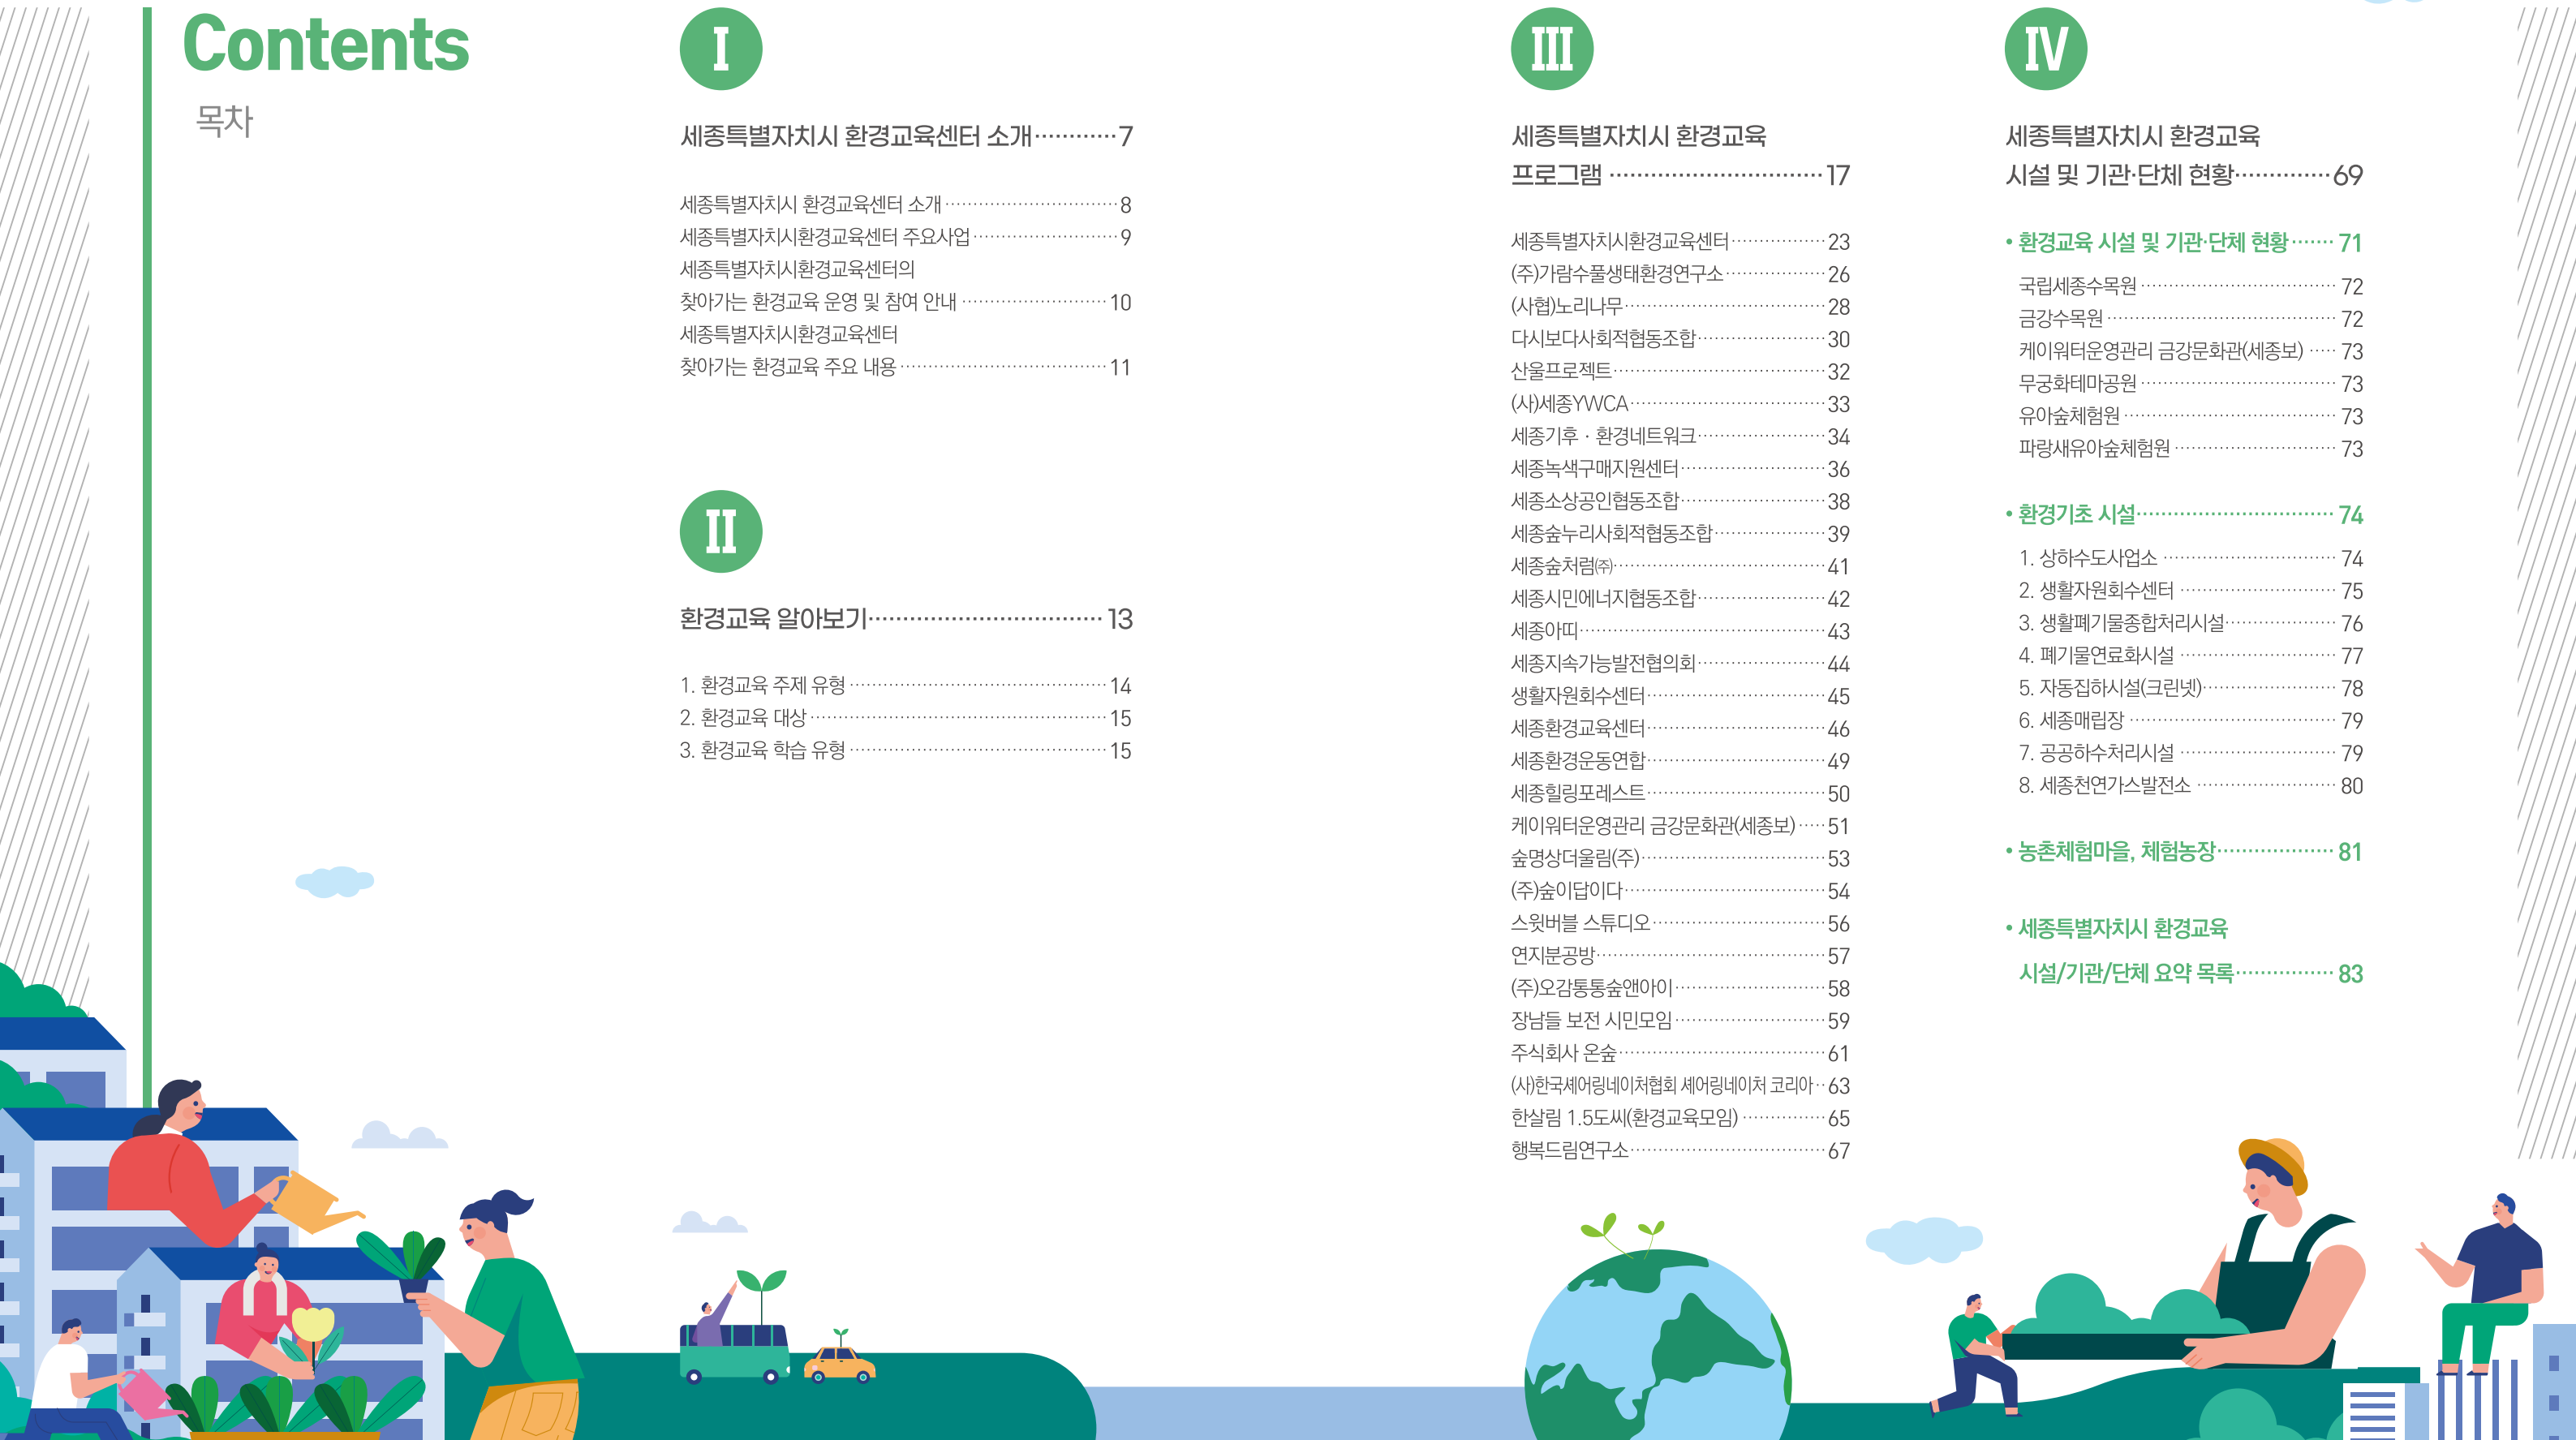 Contents
목차
I
세종특별자치시 환경교육센터 소개············7
세종특별자치시 환경교육센터 소개······························8
세종특별자치시환경교육센터 주요사업··························9
세종특별자치시환경교육센터의
찾아가는 환경교육 운영 및 참여 안내·························10
세종특별자치시환경교육센터
찾아가는 환경교육 주요 내용····································11
II
환경교육 알아보기··································13
1. 환경교육 주제 유형·············································14
2. 환경교육 대상····················································15
3. 환경교육 학습 유형·············································15
III
세종특별자치시 환경교육
프로그램 ·······························17
세종특별자치시환경교육센터·················23
(주)가람수풀생태환경연구소··················26
(사협)노리나무···································28
다시보다사회적협동조합·······················30
산울프로젝트·····································32
(사)세종YWCA··································33
세종기후 · 환경네트워크·······················34
세종녹색구매지원센터··························36
세종소상공인협동조합··························38
세종숲누리사회적협동조합····················39
세종숲처럼㈜·····································41
세종시민에너지협동조합·······················42
세종아띠···········································43
세종지속가능발전협의회·······················44
생활자원회수센터································45
세종환경교육센터································46
세종환경운동연합································49
세종힐링포레스트································50
케이워터운영관리 금강문화관(세종보)·····51
숲명상더울림(주)································53
(주)숲이답이다···································54
스윗버블 스튜디오·······························56
연지분공방········································57
(주)오감통통숲앤아이··························58
장남들 보전 시민모임··························59
주식회사 온숲····································61
(사)한국셰어링네이처협회 셰어링네이처 코리아··63
한살림 1.5도씨(환경교육모임)···············65
행복드림연구소··································67
IV
세종특별자치시 환경교육
시설 및 기관·단체 현황··············69
• 환경교육 시설 및 기관·단체 현황·······71
국립세종수목원··································72
금강수목원········································72
케이워터운영관리 금강문화관(세종보)·····73
무궁화테마공원··································73
유아숲체험원·····································73
파랑새유아숲체험원····························73
• 환경기초 시설······························74
1. 상하수도사업소······························74
2. 생활자원회수센터···························75
3. 생활폐기물종합처리시설···················76
4. 폐기물연료화시설···························77
5. 자동집하시설(크린넷)······················78
6. 세종매립장····································79
7. 공공하수처리시설···························79
8. 세종천연가스발전소························80
• 농촌체험마을, 체험농장··················81
• 세종특별자치시 환경교육
시설/기관/단체 요약 목록···············83